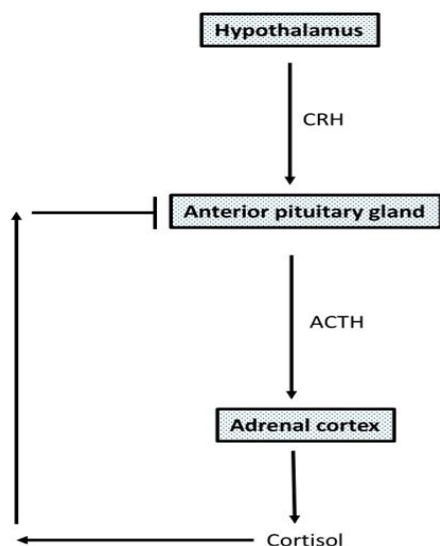 Hypothalamus
CRH
Anterior pituitary gland
ACTH
Adrenal cortex
Cortisol